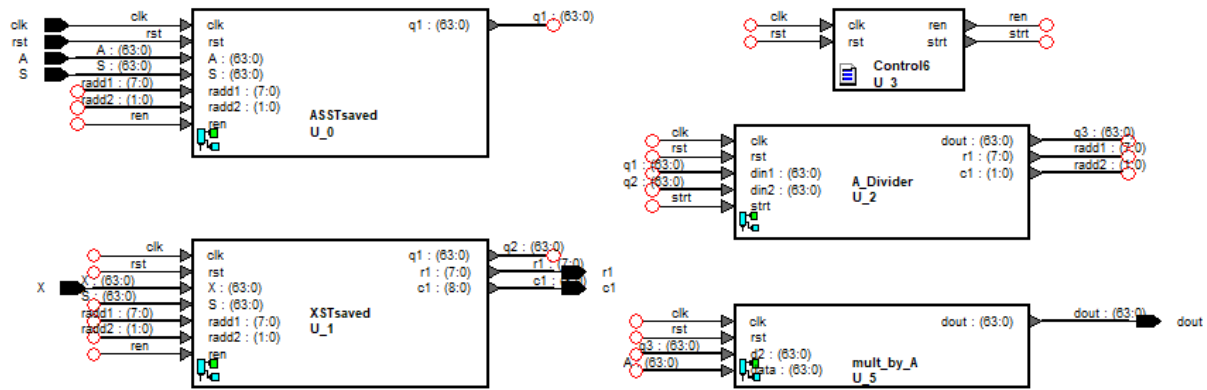 clk
clk
clk
q1 : (63:0)
q1 : (63:0)
rst
rst
rst
A
A : (63:0)
A : (63:0)
S
S : (63:0)
S : (63:0)
radd1 : (7:0)
radd1 : (7:0)
radd2 : (1:0)
radd2 : (1:0)
ren
ren
ASSTsaved
U_0
clk
clk
ren
ren
rst
rst
strt
strt
Control6
U_3
clk
clk
dout : (63:0)
q3 : (63:0)
rst
rst
r1 : (7:0)
radd1 : (7:0)
q1 : (63:0)
din1 : (63:0)
c1 : (1:0)
radd2 : (1:0)
q2 : (63:0)
din2 : (63:0)
strt
strt
A_Divider
U_2
clk
clk
q1 : (63:0)
q2 : (63:0)
rst
rst
r1 : (7:0)
r1 : (7:0)
r1
X
X : (63:0)
X : (63:0)
c1 : (8:0)
c1 :
c1
S : (63:0)
S : (63:0)
radd1 : (7:0)
radd1 : (7:0)
radd2 : (1:0)
radd2 : (1:0)
ren
ren
XSTsaved
U_1
clk
clk
dout : (63:0)
dout : (63:0)
dout
rst
rst
q3 : (63:0)
d2 : (63:0)
A : (63:0)
data : (63:0)
mult_by_A
U_5